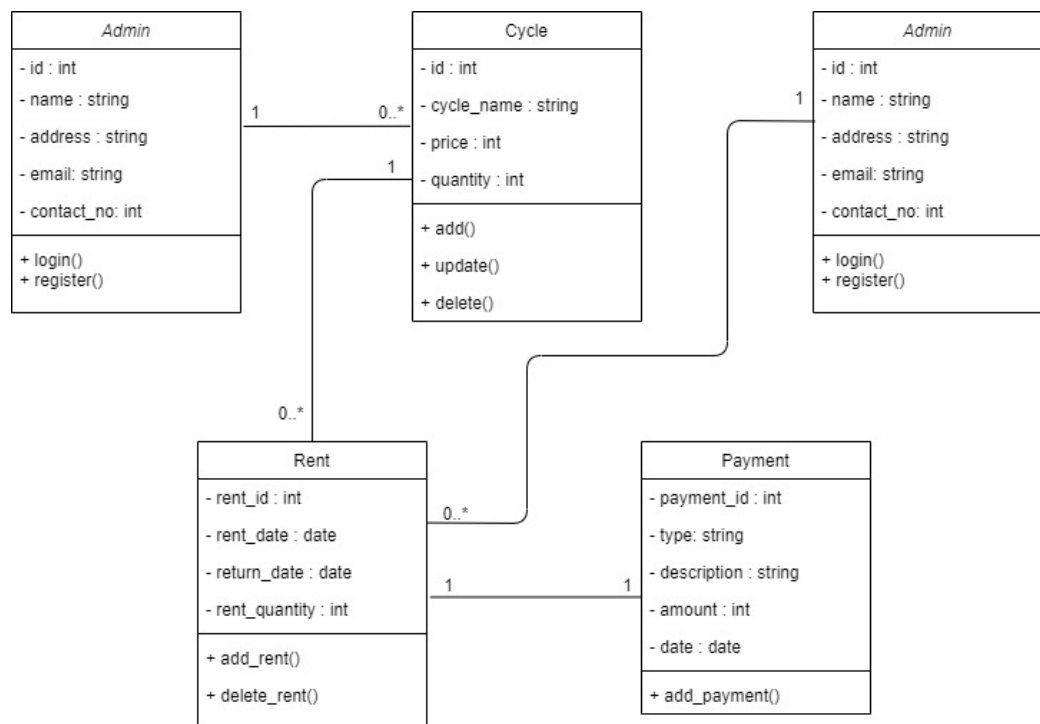 Admin
- id : int
- name : string
- address : string
- email: string
- contact_no: int
+ login()
+ register()
1
0..*
Cycle
- id : int
- cycle_name : string
- price : int
- quantity : int
+ add()
+ update()
+ delete()
1
0..*
Admin
- id : int
- name : string
- address : string
- email: string
- contact_no: int
+ login()
+ register()
1
0..*
Rent
- rent_id : int
- rent_date : date
- return_date : date
- rent_quantity : int
+ add_rent()
+ delete_rent()
1
1
Payment
- payment_id : int
- type: string
- description : string
- amount : int
- date : date
+ add_payment()